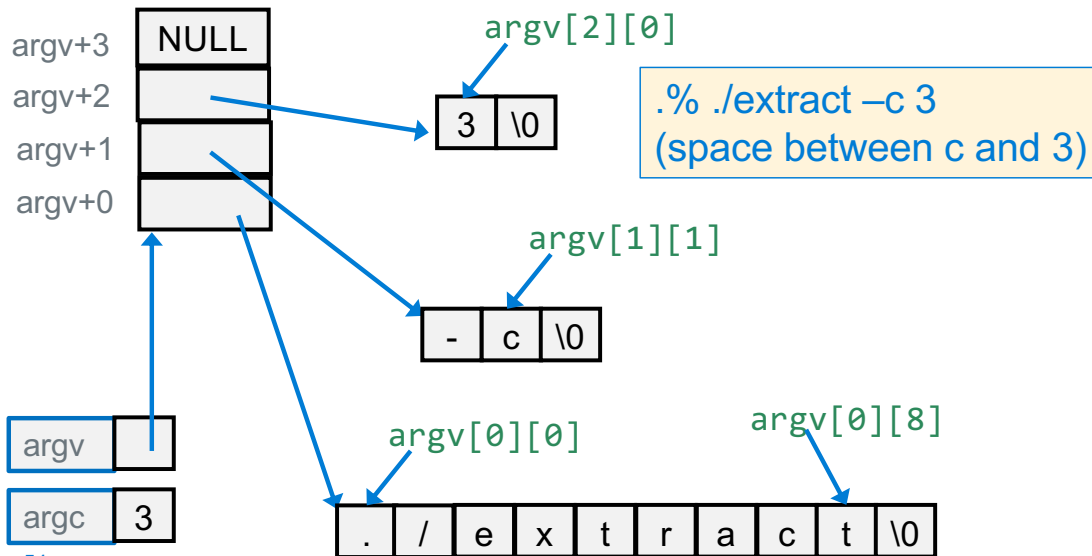 argv+3 NULL
argv[2][0]
argv+2
3 \0
.% ./extract –c 3
(space between c and 3)
argv+1
argv+0
argv[1][1]
- c \0
argv
argv[0][0]
argv[0][8]
argc 3
. / e x t r a c t \0